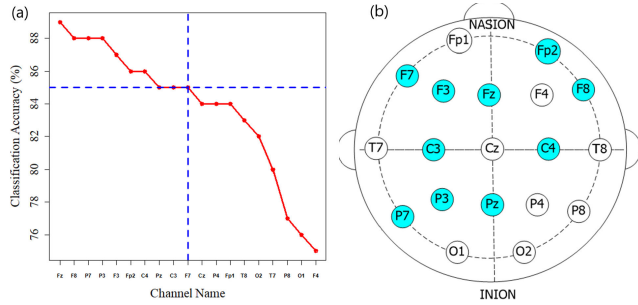 (a)
Classification Accuracy (%)
88
86
84
82
80
78
76
Fz F8 P7 P3 F3 Fp2 C4 Pz C3 F7 Cz P4 Fp1 T8 O2 T7 P8 O1 F4
Channel Name
(b)
NASION
Fp1 Fp2
F7 F3 Fz F4 F8
T7 C3 Cz C4 T8
P7 P3 Pz P4 P8
O1 O2
INION